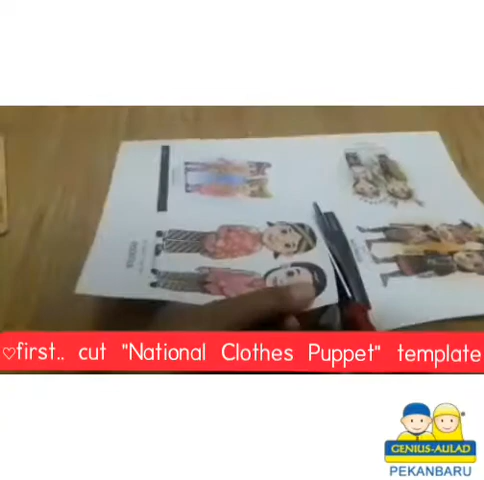 ♡first.. cut "National Clothes Puppet" template
GENIUS-AULAD
PEKANBARU